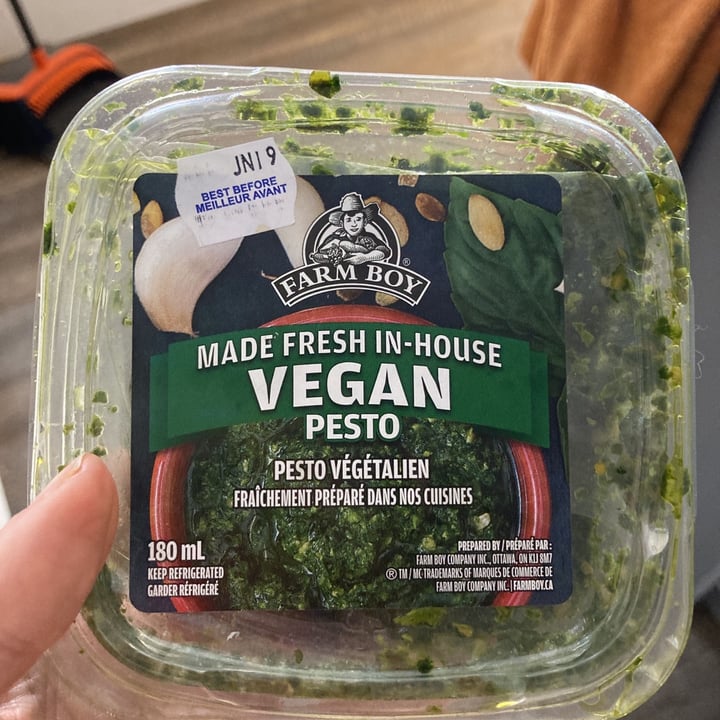 JN19
BEST BEFORE
MEILLEUR AVANT
FARM BOY
®
MADE FRESH IN-HOUSE
VEGAN
PESTO
PESTO VÉGÉTALIEN
FRAÎCHEMENT PRÉPARÉ DANS NOS CUISINES
180 mL
KEEP REFRIGERATED
GARDER RÉFRIGÉRÉ
PREPARED BY / PRÉPARÉ PAR :
FARM BOY COMPANY INC., OTTAWA, ON K1J 8M7
® TM / MC TRADEMARKS OF MARQUES DE COMMERCE DE
FARM BOY COMPANY INC. | FARMBOY.CA